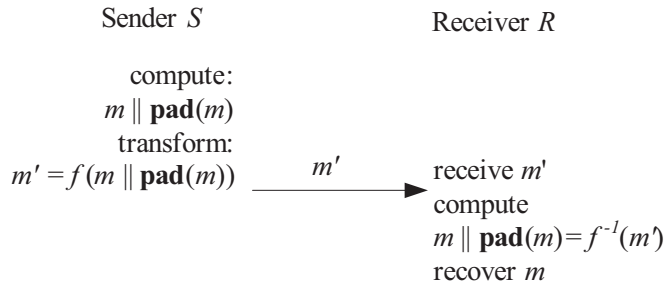 Sender S
Receiver R
compute:
m || pad(m)
transform:
m' = f(m || pad(m))
m'
receive m'
compute
m || pad(m)= f⁻¹(m')
recover m